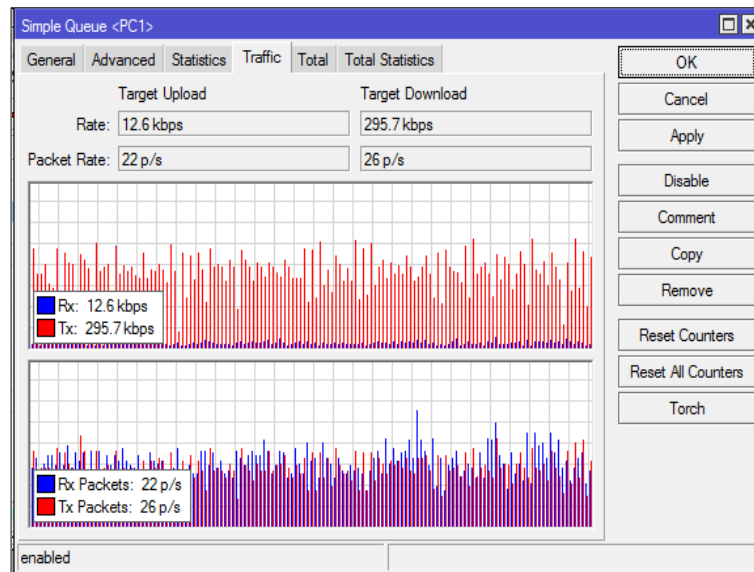 Simple Queue <PC1>
General Advanced Statistics Traffic Total Total Statistics
Target Upload Target Download
Rate: 12.6 kbps 295.7 kbps
Packet Rate: 22 p/s 26 p/s
Rx: 12.6 kbps
Tx: 295.7 kbps
Rx Packets: 22 p/s
Tx Packets: 26 p/s
OK
Cancel
Apply
Disable
Comment
Copy
Remove
Reset Counters
Reset All Counters
Torch
enabled